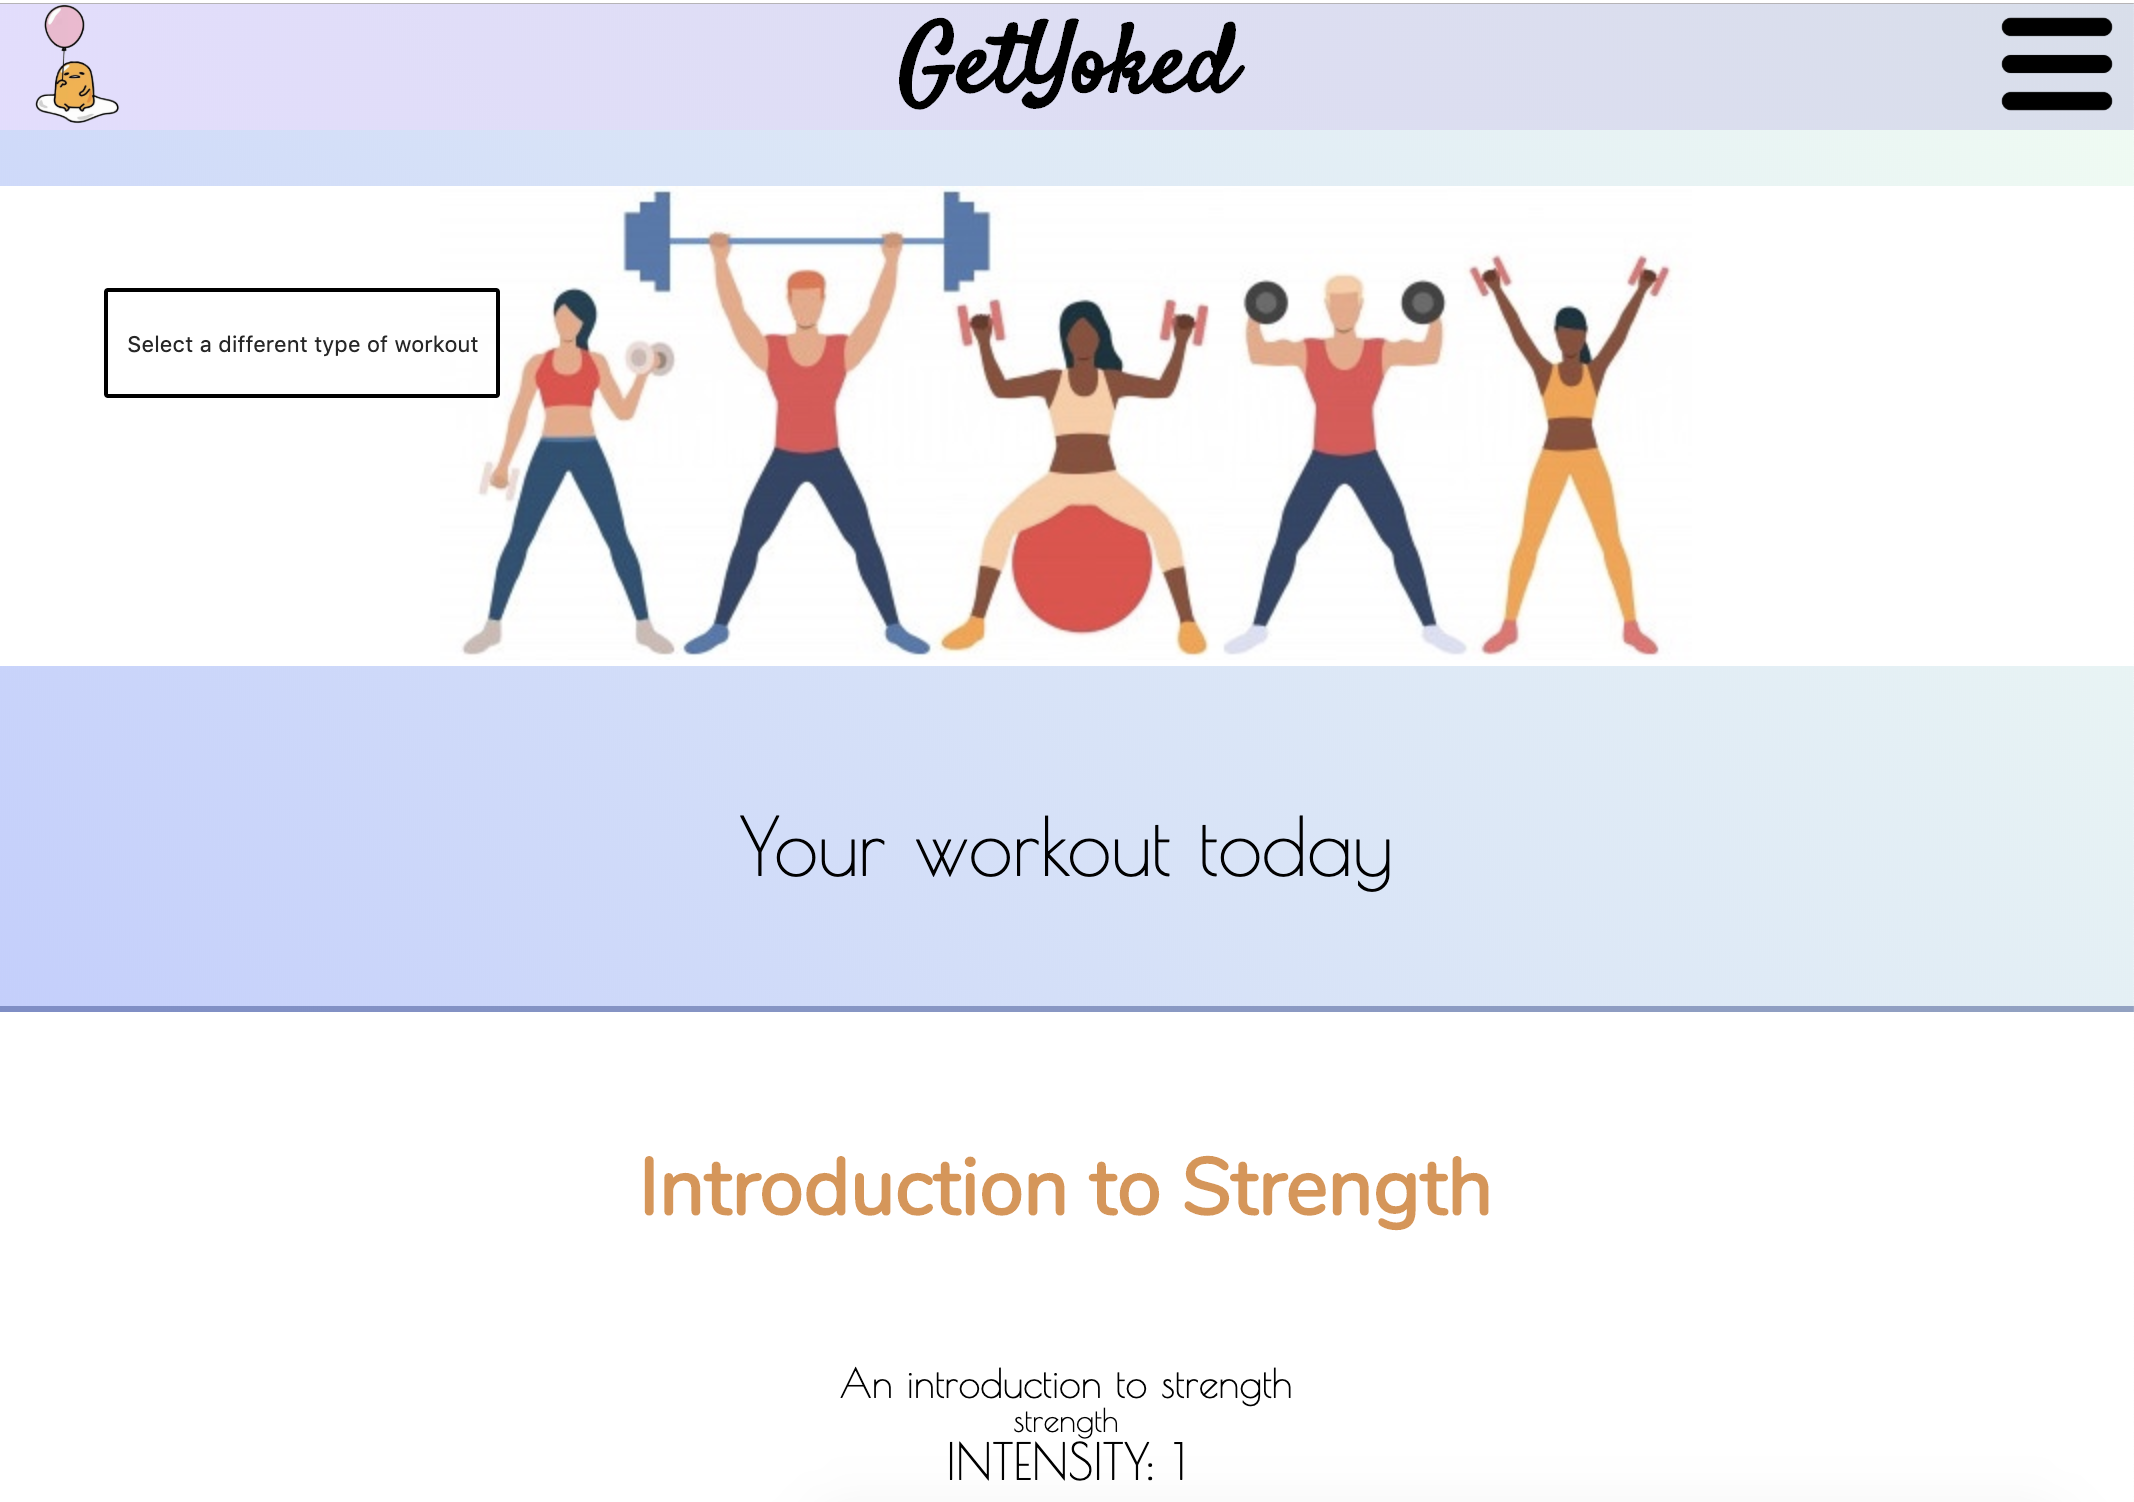 GetYoked
Select a different type of workout
Your workout today
Introduction to Strength
An introduction to strength
strength
INTENSITY: 1